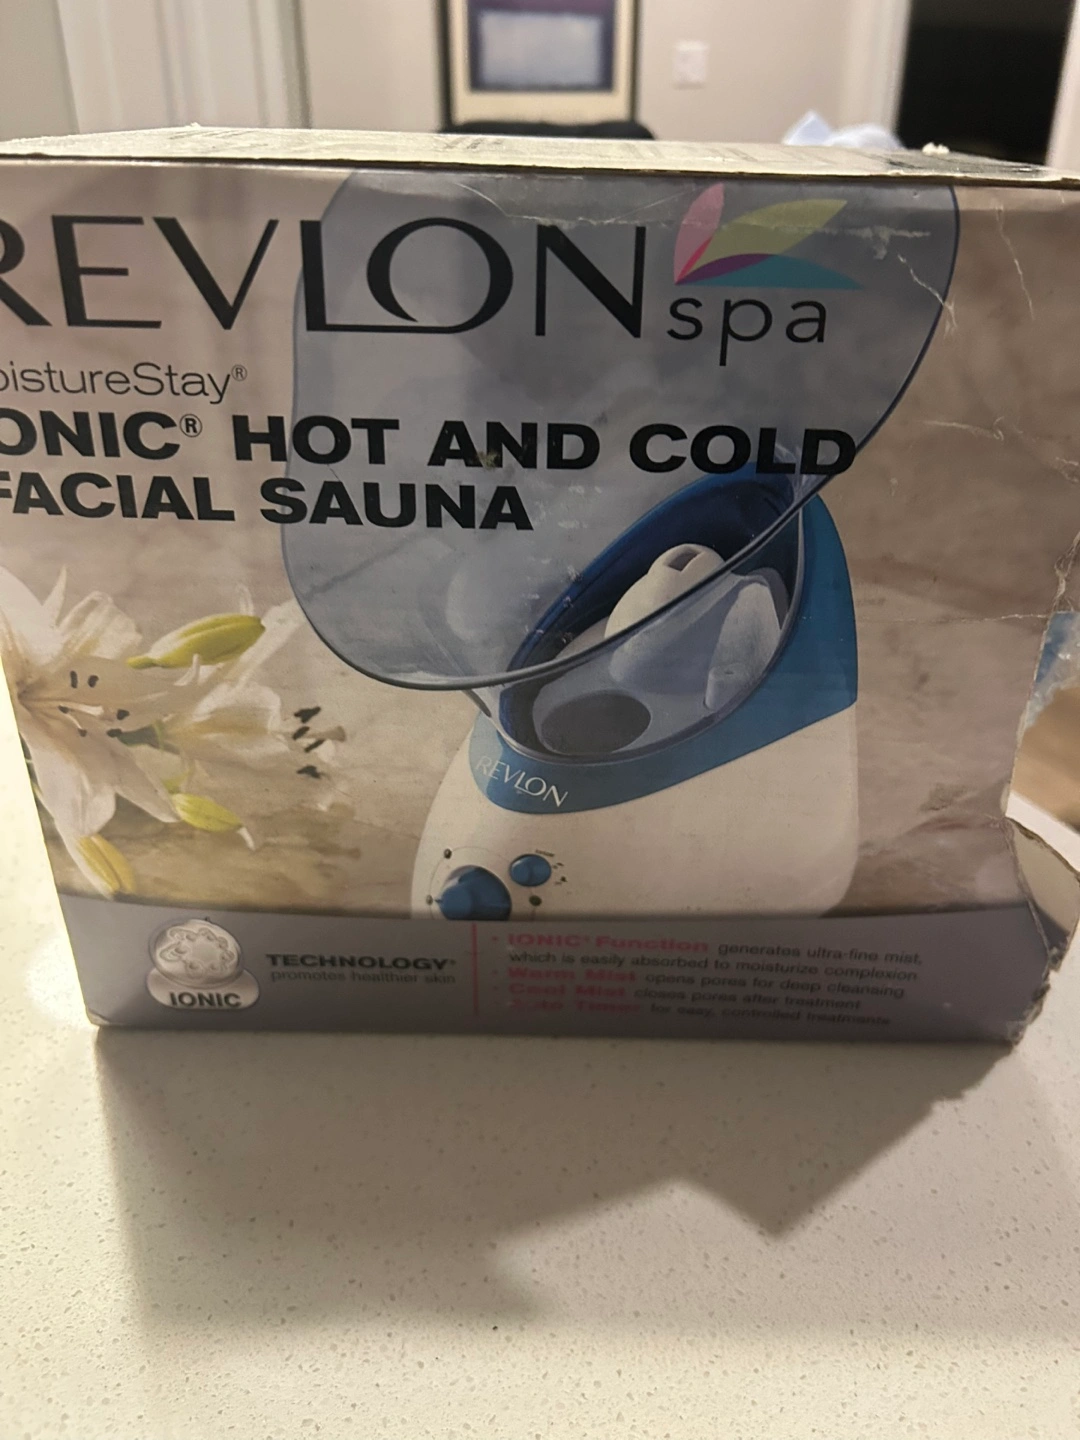 REVLON
spa
oistureStay®
ONIC® HOT AND COLD
FACIAL SAUNA
REVLON
IONIC
TECHNOLOGY®
promotes healthier skin
• IONIC® Function generates ultra-fine mist,
which is easily absorbed to moisturize complexion
• Warm Mist opens pores for deep cleansing
• Cool Mist closes pores after treatment
• Auto Timer for easy, controlled treatments